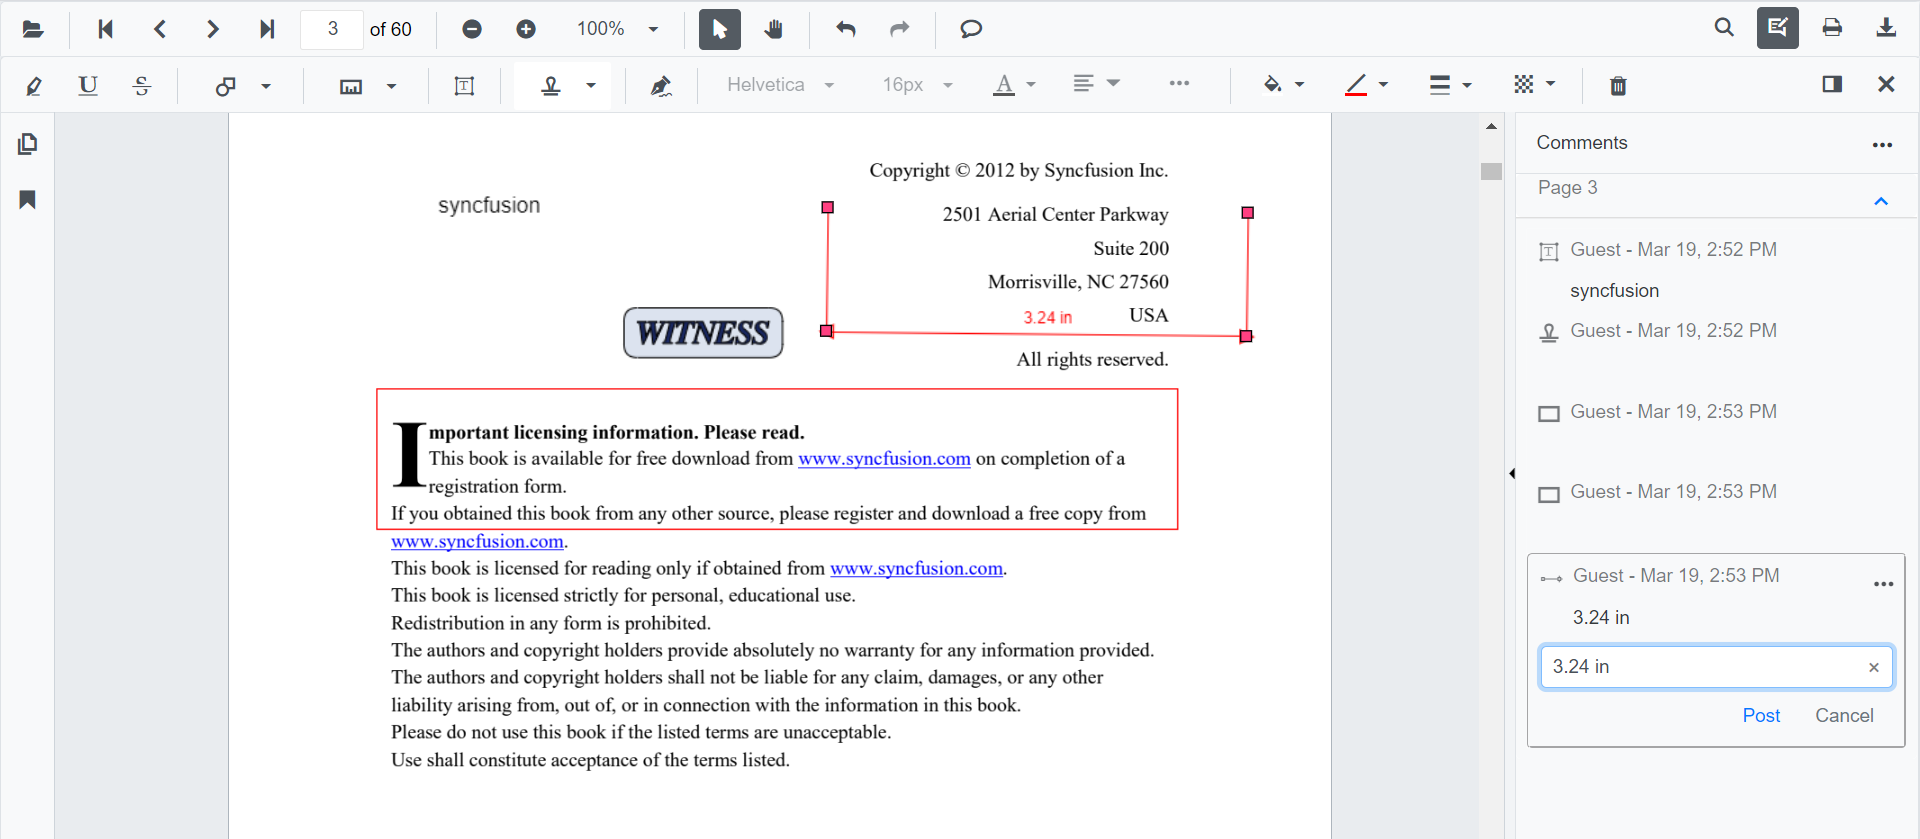 3 of 60 100%
U S T Helvetica 16px A
Copyright © 2012 by Syncfusion Inc.
syncfusion
2501 Aerial Center Parkway
Suite 200
Morrisville, NC 27560
3.24 in USA
WITNESS
All rights reserved.
Important licensing information. Please read.
This book is available for free download from www.syncfusion.com on completion of a
registration form.
If you obtained this book from any other source, please register and download a free copy from
www.syncfusion.com.
This book is licensed for reading only if obtained from www.syncfusion.com.
This book is licensed strictly for personal, educational use.
Redistribution in any form is prohibited.
The authors and copyright holders provide absolutely no warranty for any information provided.
The authors and copyright holders shall not be liable for any claim, damages, or any other
liability arising from, out of, or in connection with the information in this book.
Please do not use this book if the listed terms are unacceptable.
Use shall constitute acceptance of the terms listed.
Comments
Page 3
T Guest - Mar 19, 2:52 PM
syncfusion
Guest - Mar 19, 2:52 PM
Guest - Mar 19, 2:53 PM
Guest - Mar 19, 2:53 PM
Guest - Mar 19, 2:53 PM
3.24 in
3.24 in
Post Cancel